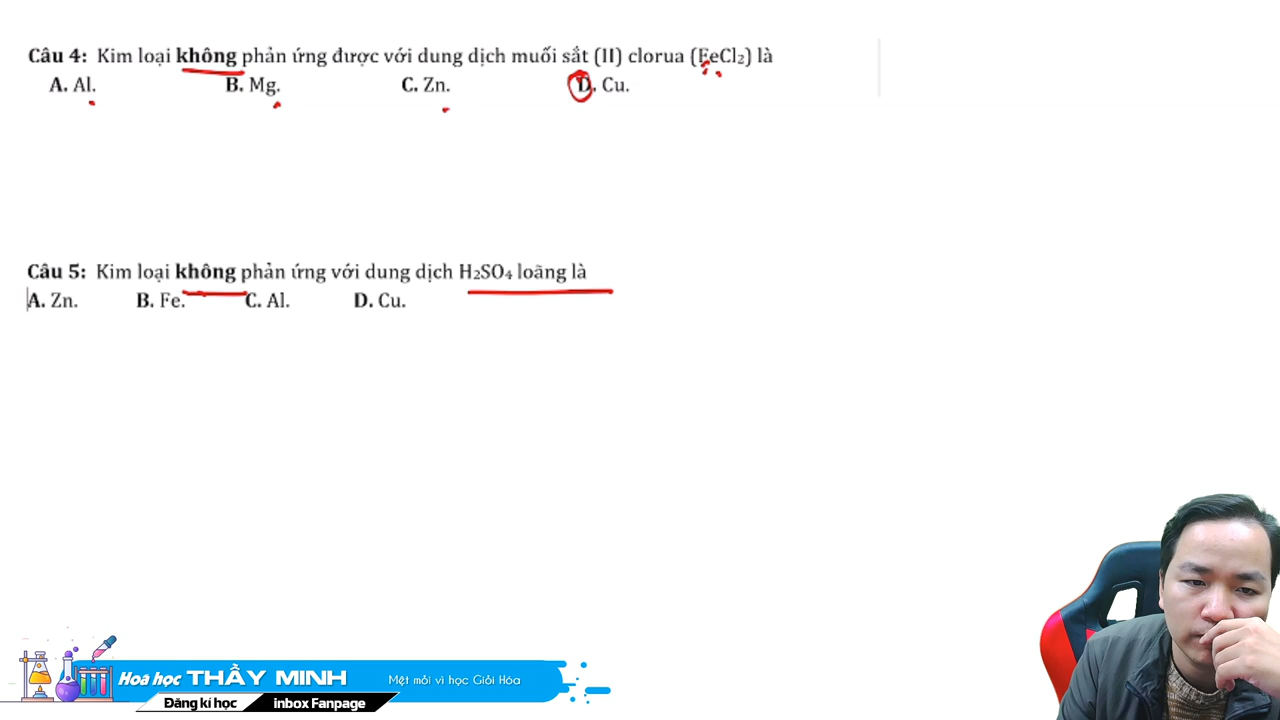 Câu 4: Kim loại không phản ứng được với dung dịch muối sắt (II) clorua (FeCl₂) là
A. Al. B. Mg. C. Zn. D. Cu.
Câu 5: Kim loại không phản ứng với dung dịch H₂SO₄ loãng là
A. Zn. B. Fe. C. Al. D. Cu.
Hoá học THẦY MINH Mệt mỏi vì học Giỏi Hóa
Đăng kí học inbox Fanpage